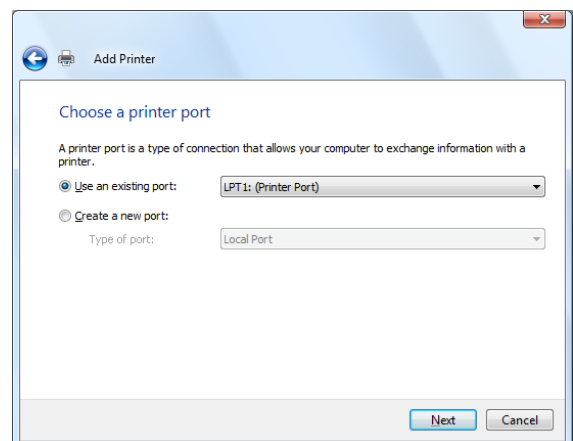 Add Printer
Choose a printer port
A printer port is a type of connection that allows your computer to exchange information with a
printer.
Use an existing port: LPT1: (Printer Port)
Create a new port:
Type of port: Local Port
Next Cancel